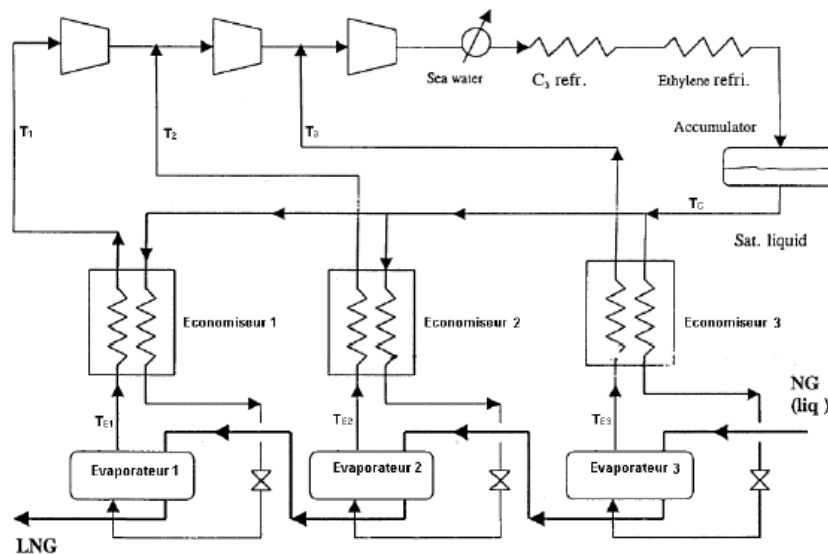 T1
T2
T3
Sea water
C3 refr.
Ethylene refri.
Accumulator
TC
Sat. liquid
Economiseur 1
Economiseur 2
Economiseur 3
NG
(liq )
TE1
TE2
TE3
Evaporateur 1
Evaporateur 2
Evaporateur 3
LNG